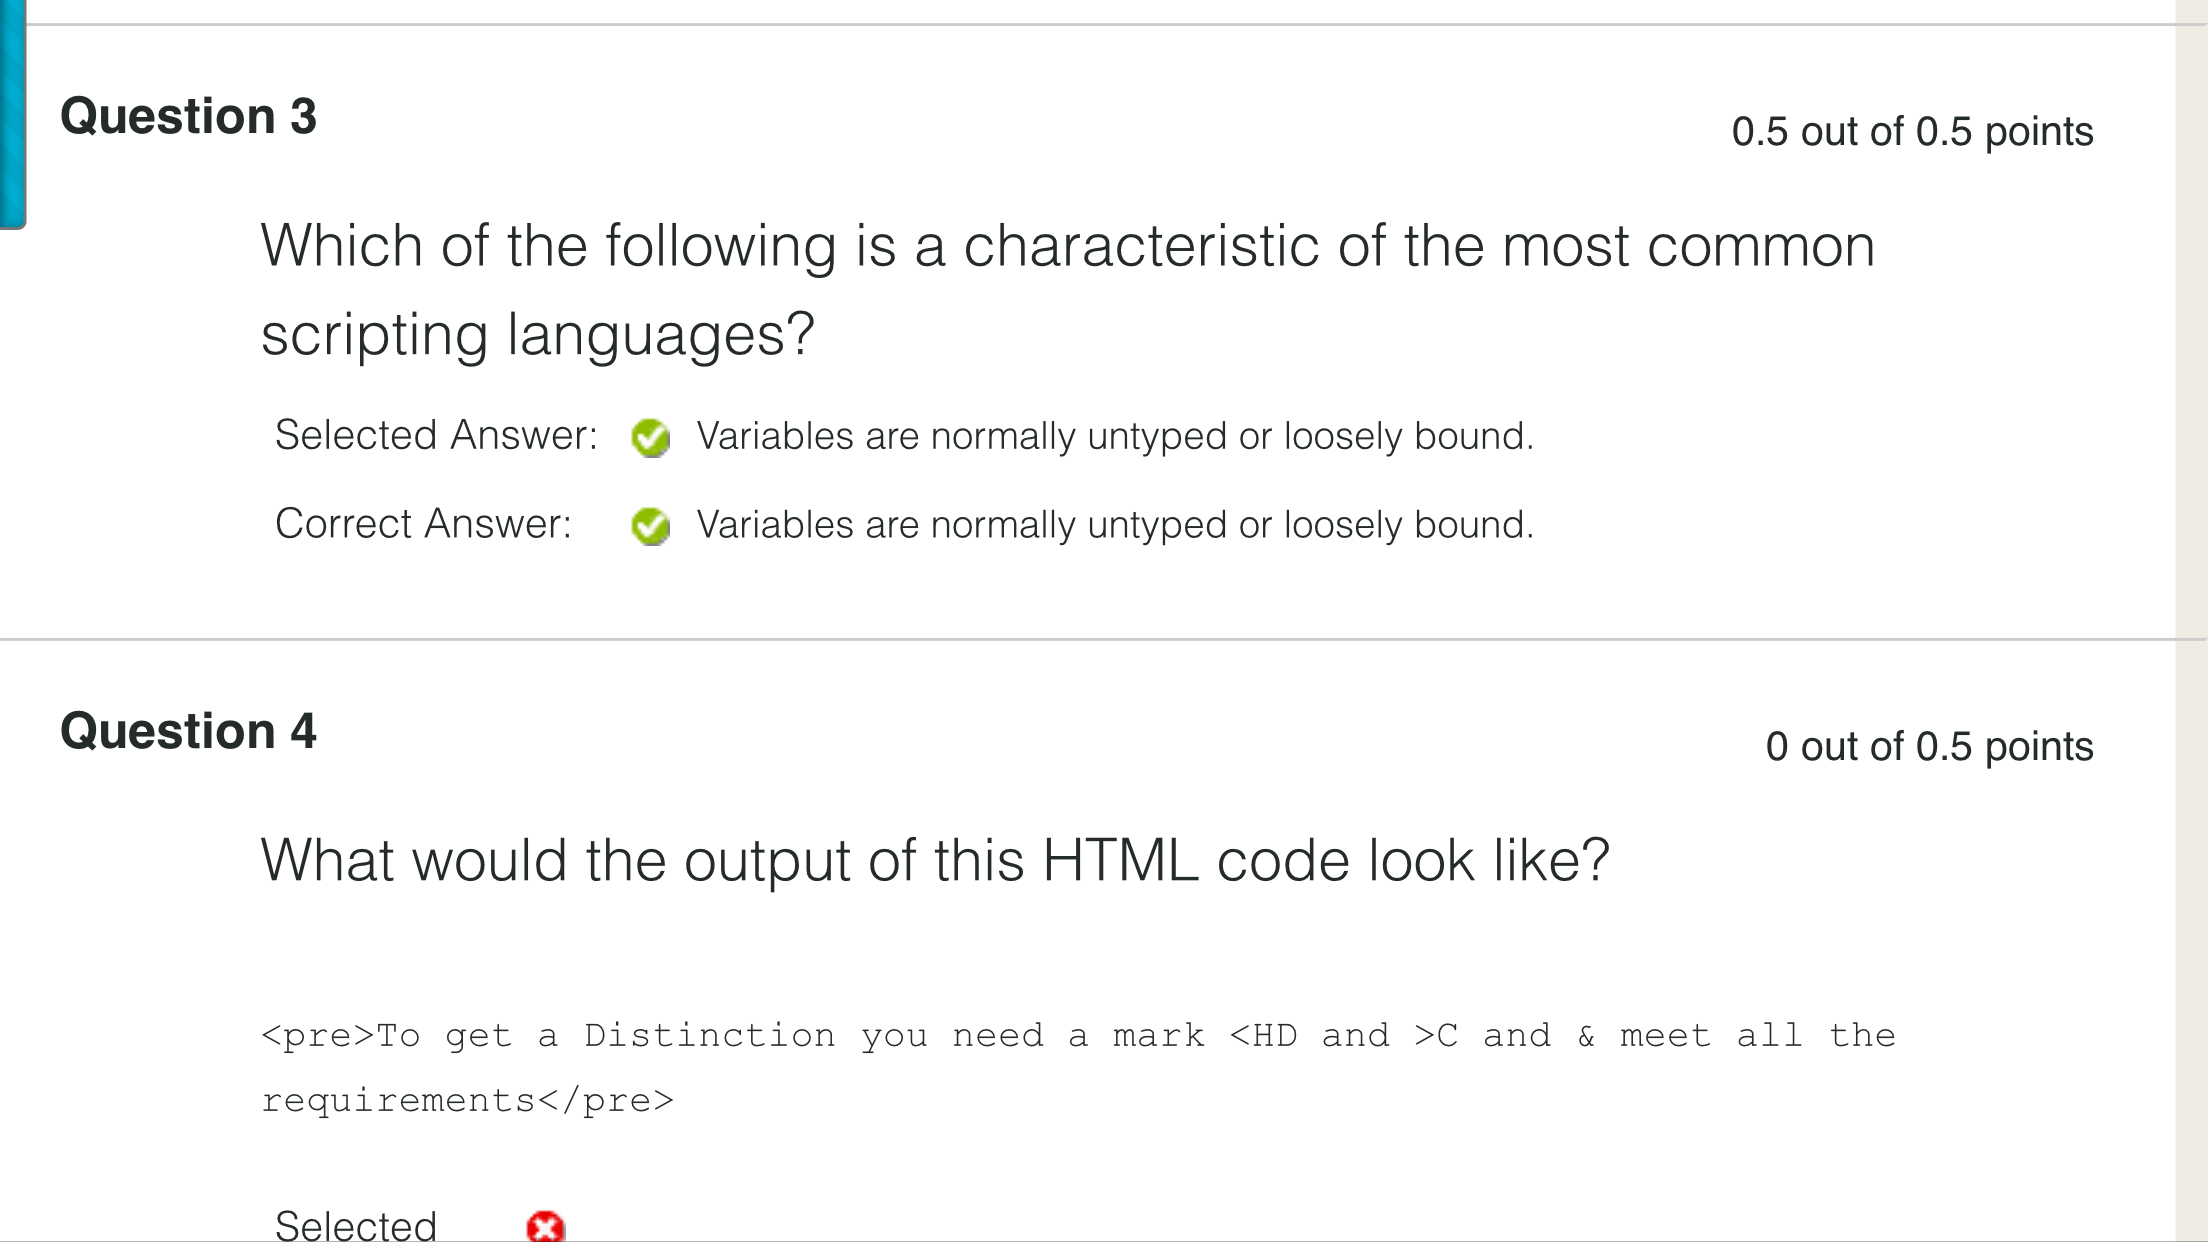 Question 3
0.5 out of 0.5 points
Which of the following is a characteristic of the most common
scripting languages?
Selected Answer: Variables are normally untyped or loosely bound.
Correct Answer: Variables are normally untyped or loosely bound.
Question 4
0 out of 0.5 points
What would the output of this HTML code look like?
<pre>To get a Distinction you need a mark <HD and >C and & meet all the
requirements</pre>
Selected